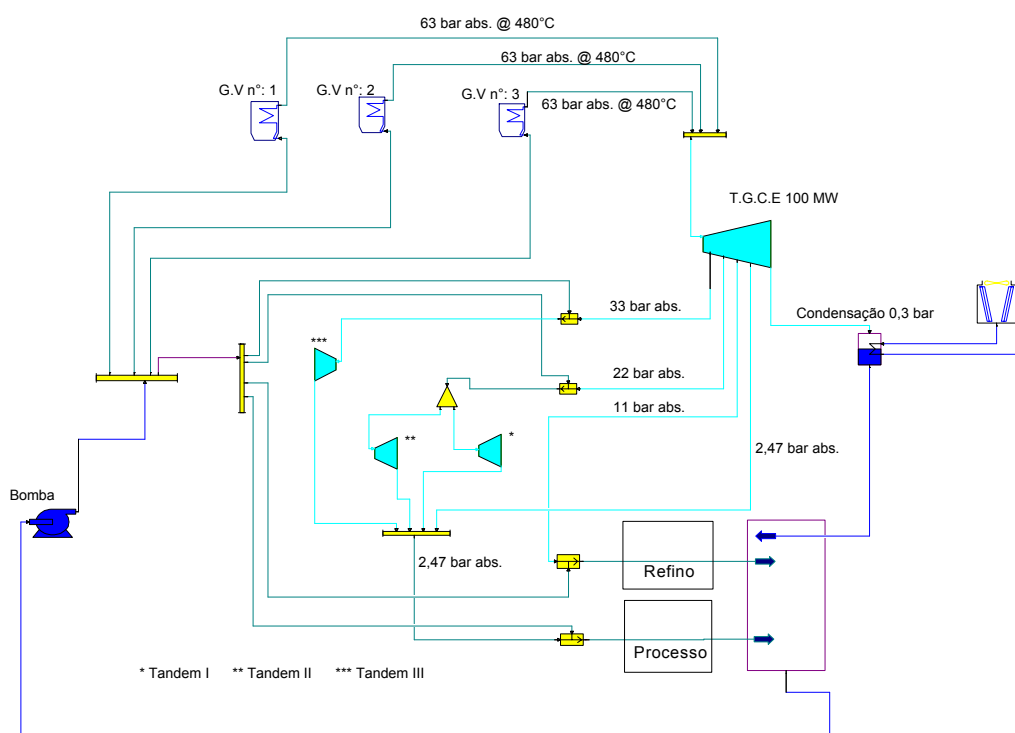 63 bar abs. @ 480°C
63 bar abs. @ 480°C
G.V n°: 1
G.V n°: 2
G.V n°: 3
63 bar abs. @ 480°C
T.G.C.E 100 MW
33 bar abs.
Condensação 0,3 bar
***
22 bar abs.
11 bar abs.
**
*
2,47 bar abs.
Bomba
2,47 bar abs.
Refino
Processo
* Tandem I ** Tandem II *** Tandem III